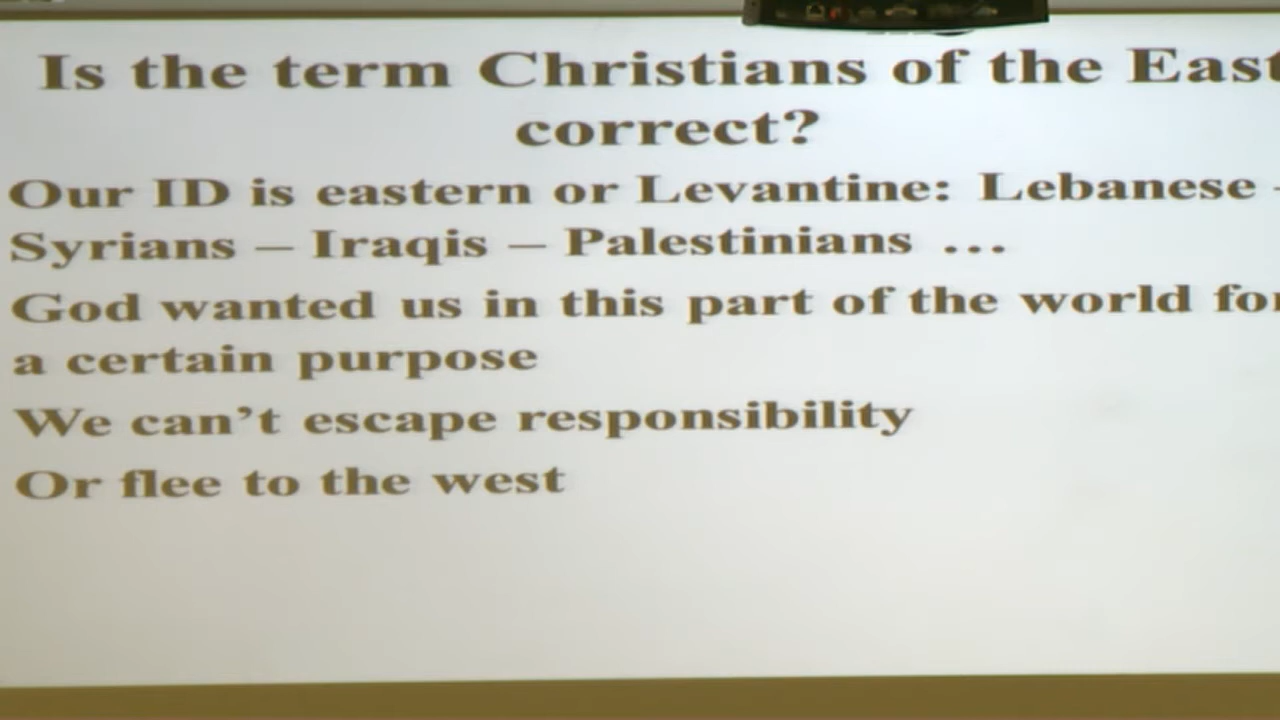 Is the term Christians of the East
correct?
Our ID is eastern or Levantine: Lebanese -
Syrians – Iraqis – Palestinians ...
God wanted us in this part of the world for
a certain purpose
We can't escape responsibility
Or flee to the west